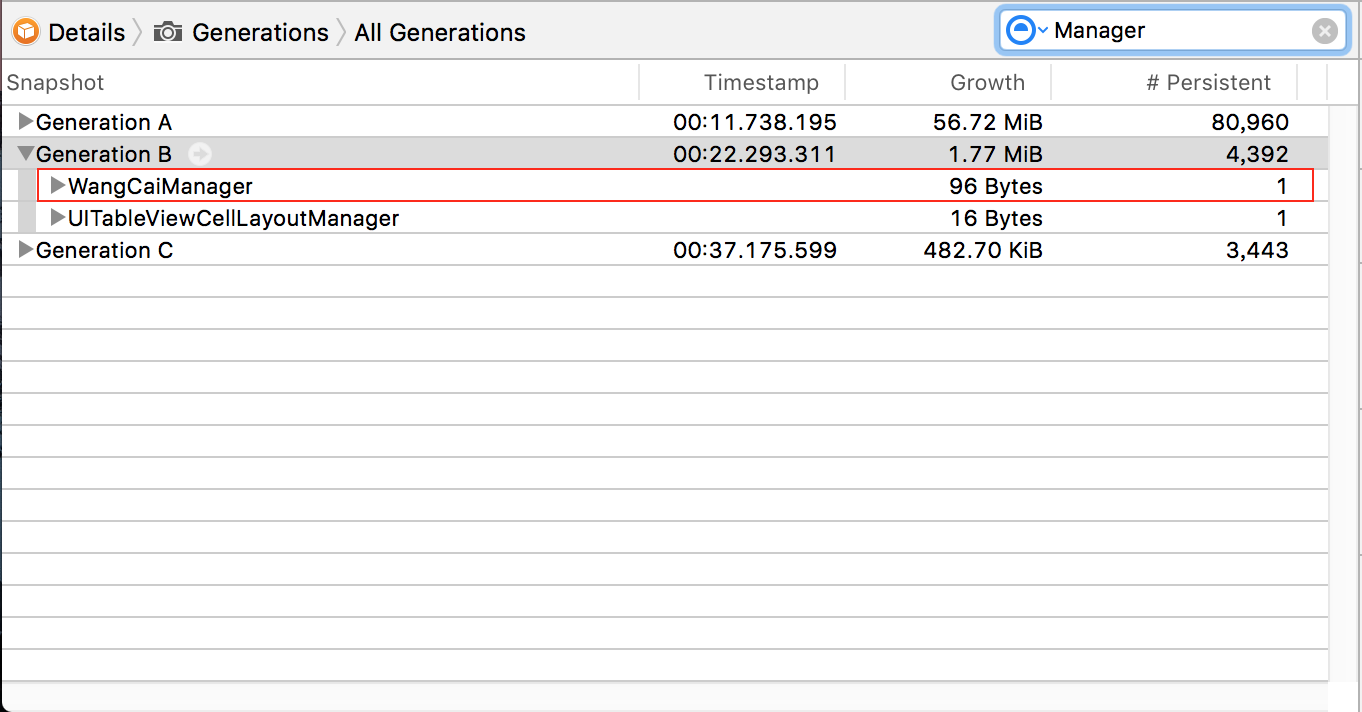 Details Generations All Generations Manager
Snapshot Timestamp Growth # Persistent
Generation A 00:11.738.195 56.72 MiB 80,960
Generation B 00:22.293.311 1.77 MiB 4,392
WangCaiManager 96 Bytes 1
UITableViewCellLayoutManager 16 Bytes 1
Generation C 00:37.175.599 482.70 KiB 3,443